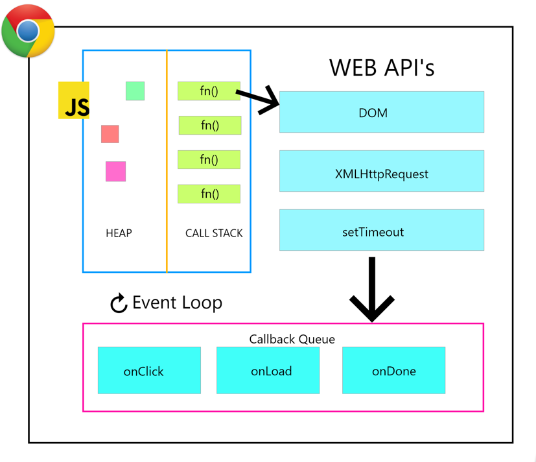 WEB API's
JS
fn()
fn()
fn()
fn()
HEAP
CALL STACK
DOM
XMLHttpRequest
setTimeout
Event Loop
Callback Queue
onClick
onLoad
onDone